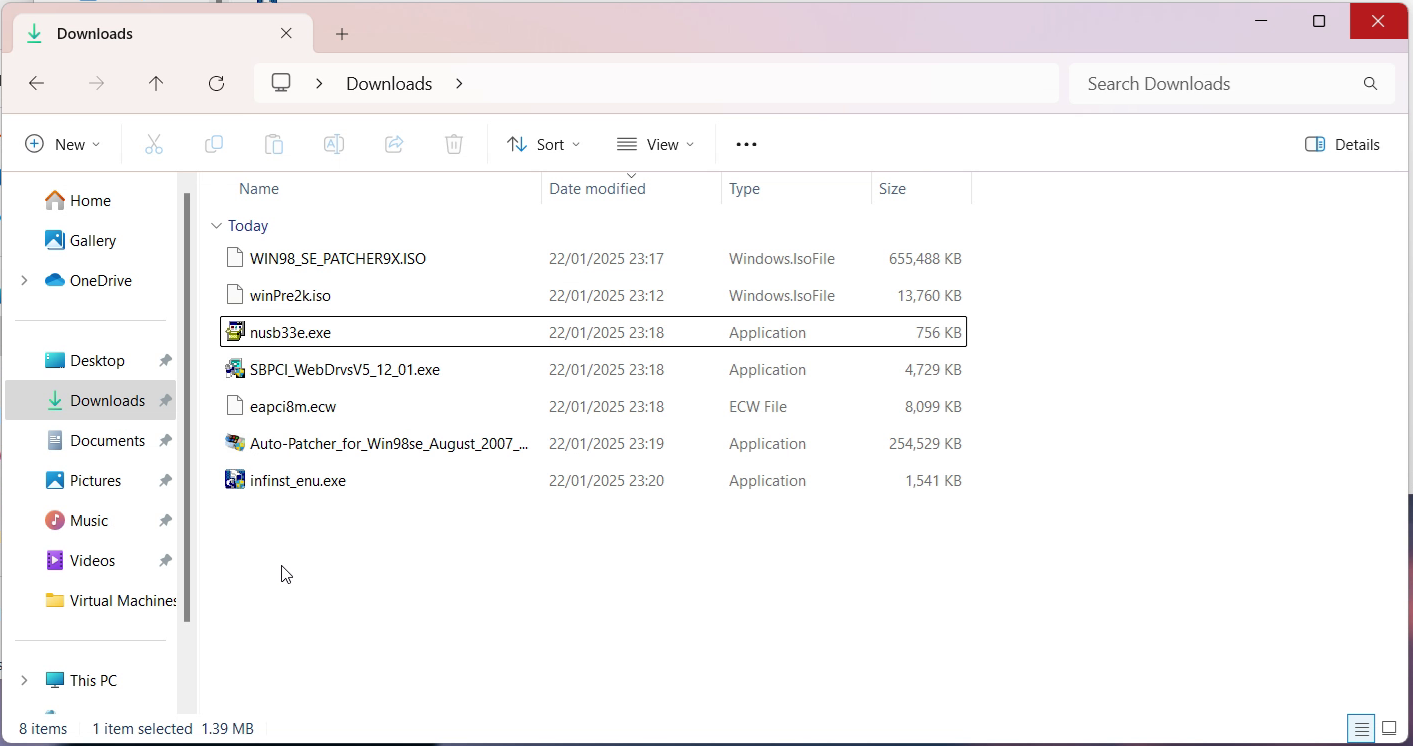 Downloads
Downloads
Search Downloads
New
Sort
View
Details
Home
Gallery
OneDrive
Desktop
Downloads
Documents
Pictures
Music
Videos
Virtual Machines
This PC
Name Date modified Type Size
Today
WIN98_SE_PATCHER9X.ISO 22/01/2025 23:17 Windows.IsoFile 655,488 KB
winPre2k.iso 22/01/2025 23:12 Windows.IsoFile 13,760 KB
nusb33e.exe 22/01/2025 23:18 Application 756 KB
SBPCI_WebDrvsV5_12_01.exe 22/01/2025 23:18 Application 4,729 KB
eapci8m.ecw 22/01/2025 23:18 ECW File 8,099 KB
Auto-Patcher_for_Win98se_August_2007_... 22/01/2025 23:19 Application 254,529 KB
infinst_enu.exe 22/01/2025 23:20 Application 1,541 KB
8 items 1 item selected 1.39 MB